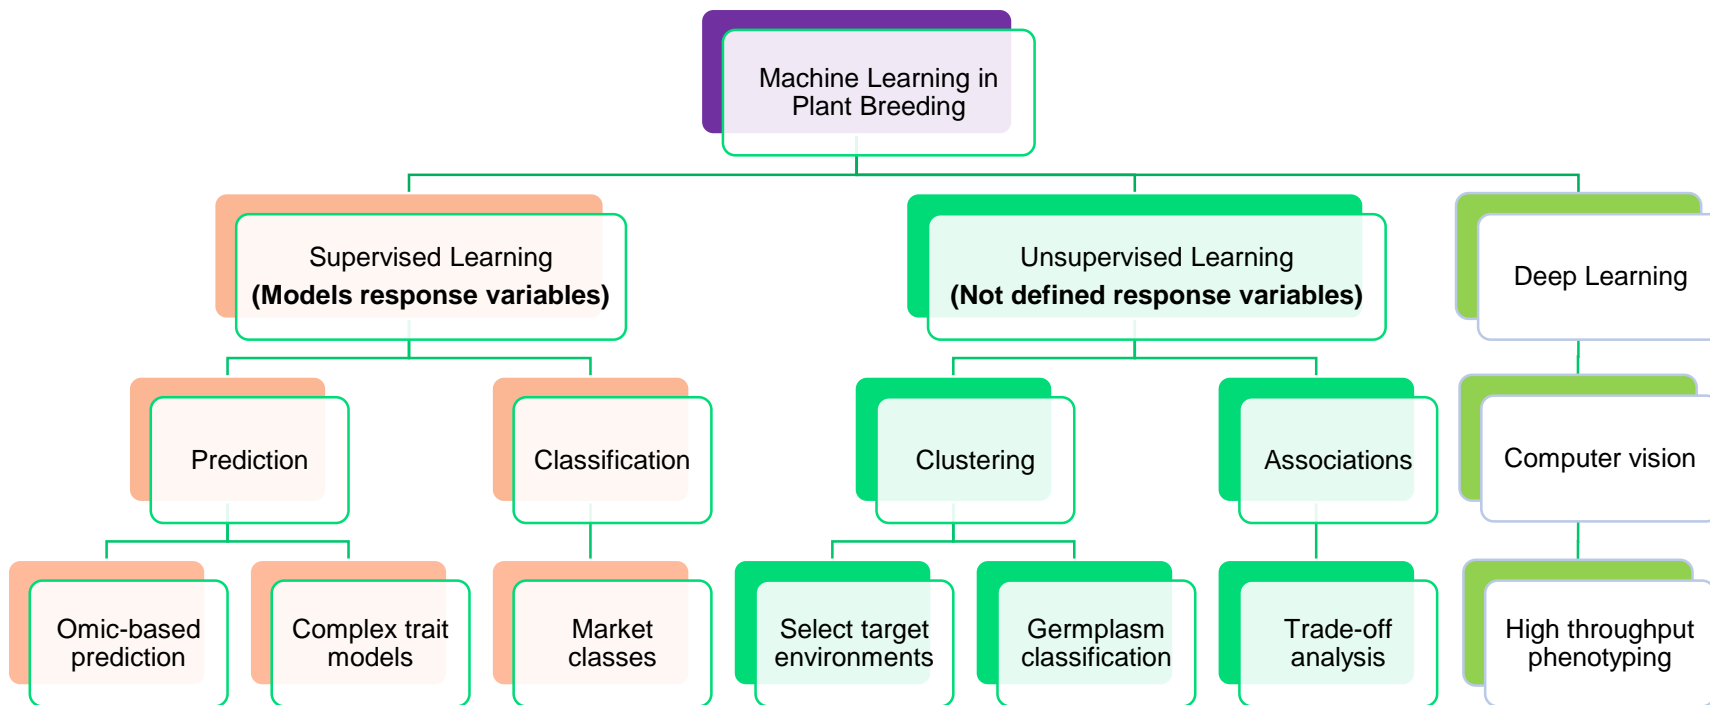 Machine Learning in
Plant Breeding
Supervised Learning
(Models response variables)
Unsupervised Learning
(Not defined response variables)
Deep Learning
Prediction
Classification
Clustering
Associations
Computer vision
Omic-based
prediction
Complex trait
models
Market
classes
Select target
environments
Germplasm
classification
Trade-off
analysis
High throughput
phenotyping